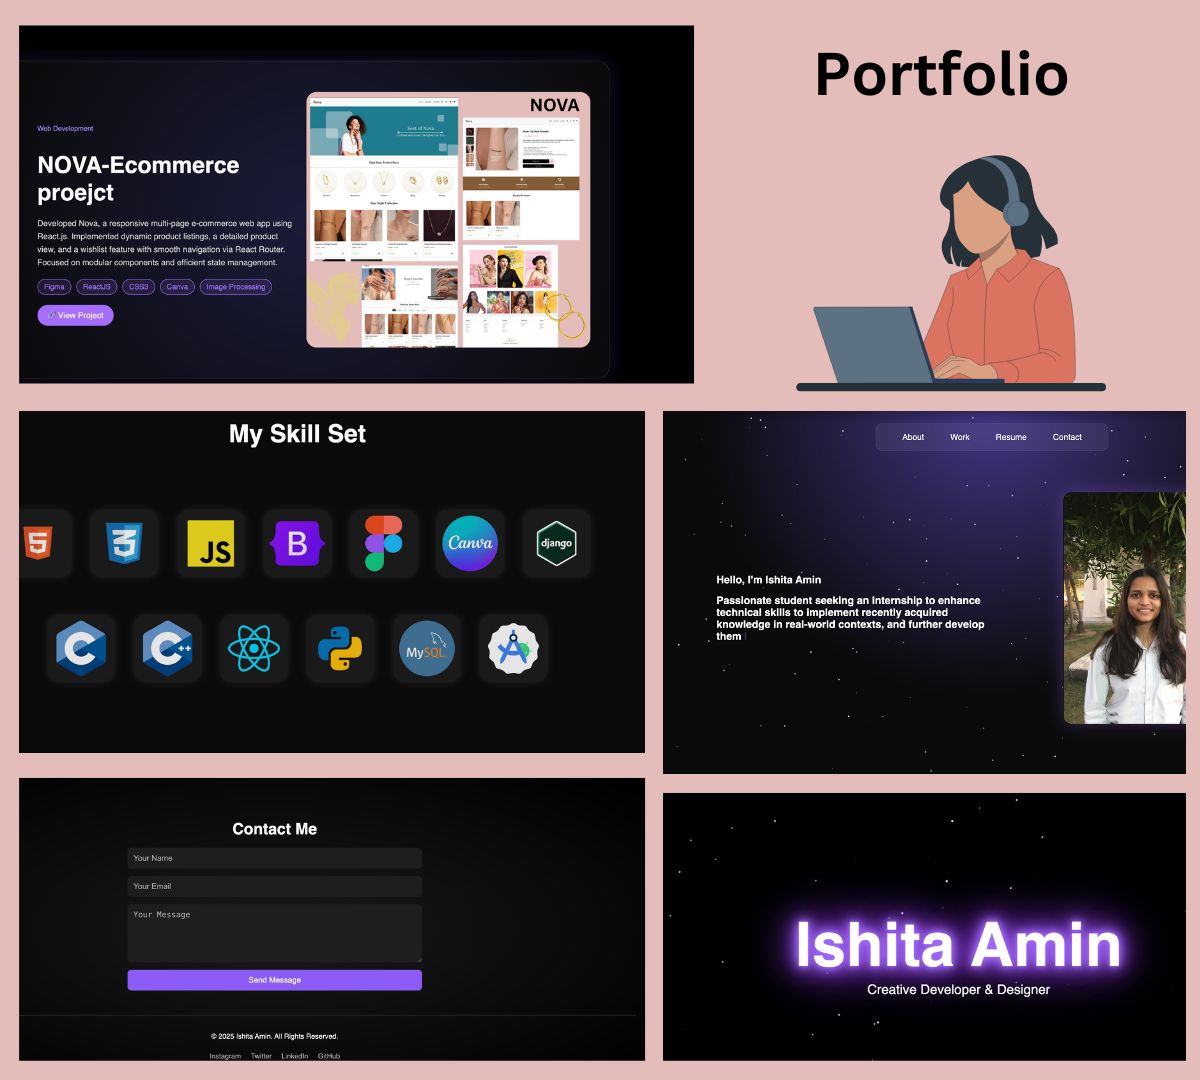 Portfolio
Web Development
NOVA-Ecommerce
proejct
Developed Nova, a responsive multi-page e-commerce web app using
React.js. Implemented dynamic product listings, a detailed product
view, and a wishlist feature with smooth navigation via React Router.
Focused on modular components and efficient state management.
Figma ReactJS CSS3 Canva Image Processing
View Project
NOVA
My Skill Set
5 3 JS B Canva django
C C++ MySQL
About Work Resume Contact
Hello, I'm Ishita Amin
Passionate student seeking an Internship to enhance
technical skills to Implement recently acquired
knowledge in real-world contexts, and further develop
them
Contact Me
Your Name
Your Email
Your Message
Send Message
© 2025 Ishita Amin. All Rights Reserved.
Instagram Twitter LinkedIn GitHub
Ishita Amin
Creative Developer & Designer